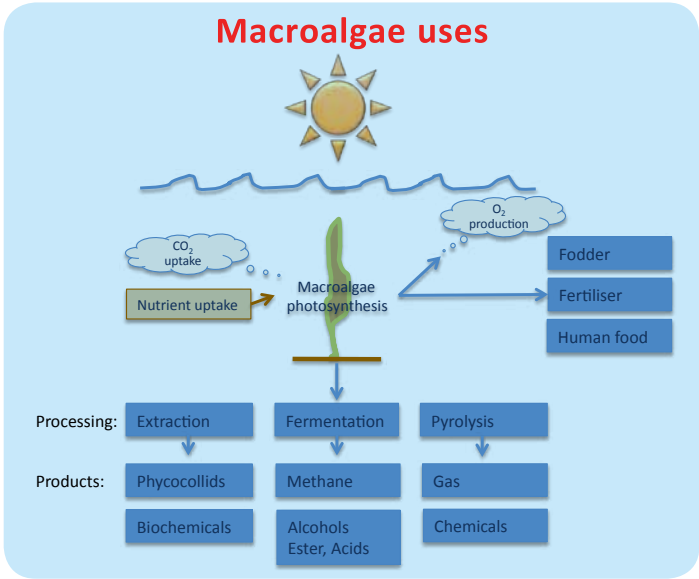 Macroalgae uses
O₂
production
CO₂
uptake
Fodder
Macroalgae
photosynthesis
Nutrient uptake
Fertiliser
Human food
Processing: Extraction Fermentation Pyrolysis
Products: Phycocollids Methane Gas
Biochemicals Alcohols Chemicals
Ester, Acids